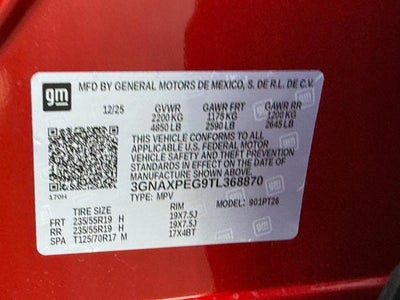 gm
MFD BY GENERAL MOTORS DE MEXICO, S. DE R.L. DE C.V.
12/25 GVWR GAWR FRT GAWR RR
2200 KG 1175 KG 1200 KG
4850 LB 2590 LB 2645 LB
THIS VEHICLE CONFORMS TO ALL APPLICABLE
U.S. FEDERAL MOTOR VEHICLE
SAFETY AND THEFT PREVENTION
STANDARDS IN EFFECT ON THE DATE OF
MANUFACTURE SHOWN ABOVE.
3GNAXPEG9TL368870
170H TYPE: MPV MODEL: 901PT26
TIRE SIZE RIM
FRT 235/55R19 H 19X7.5J
RR 235/55R19 H 19X7.5J
SPA T125/70R17 M 17X4BT